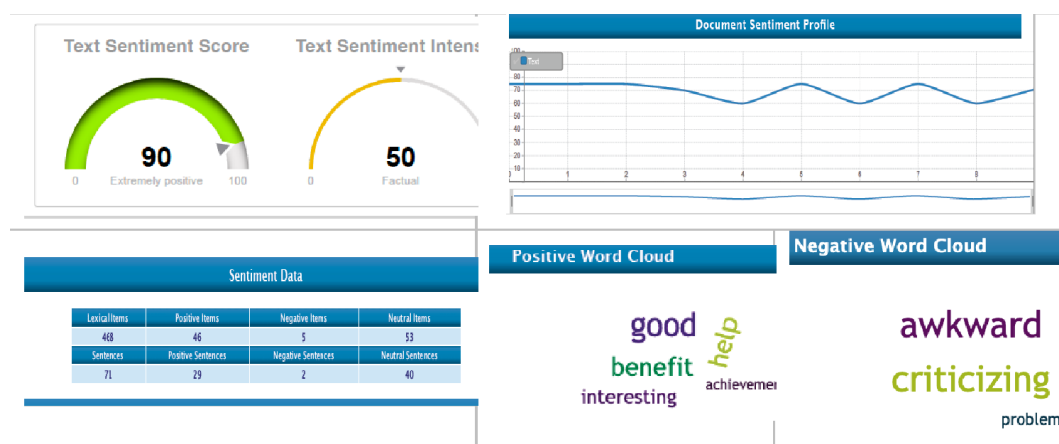 Text Sentiment Score
Text Sentiment Intens
90
0
Extremely positive
100
50
0
Factual
Document Sentiment Profile
100
Text
80
70
60
50
40
30
20
10
0 1 2 3 4 5 6 7 8
Sentiment Data
Lexical Items Positive Items Negative Items Neutral Items
468 46 5 53
Sentences Positive Sentences Negative Sentences Neutral Sentences
71 29 2 40
Positive Word Cloud
good
help
benefit
achievemen
interesting
Negative Word Cloud
awkward
criticizing
problem